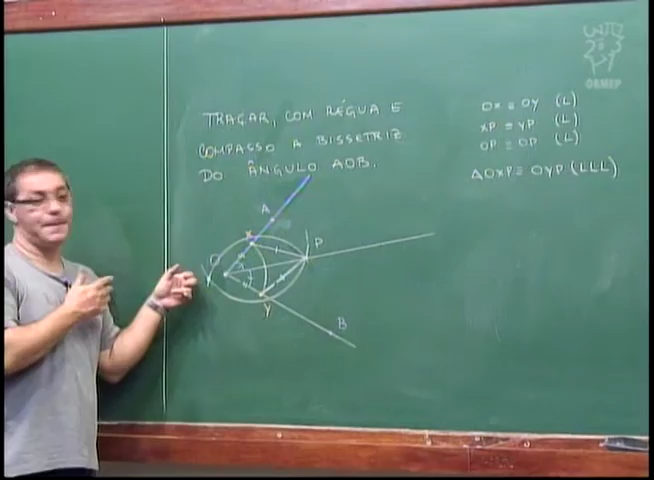 TRAÇAR, COM RÉGUA E
COMPASSO A BISSETRIZ
DO ÂNGULO AOB.
OX ≡ OY (L)
XP ≡ YP (L)
OP ≡ OP (L)
ΔOXP ≡ OYP (LLL)
A
X
P
O
Y
B
OBMEP